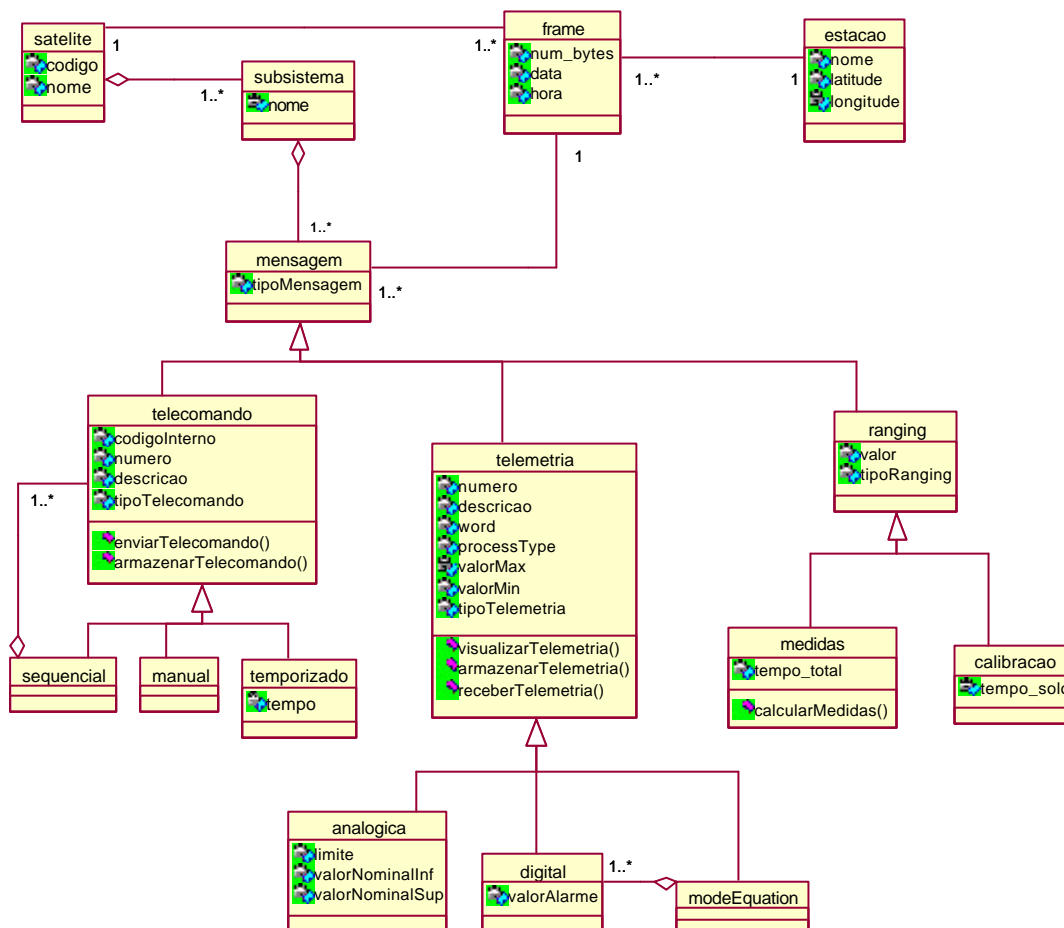 satelite
codigo
nome
1
1..*
frame
num_bytes
data
hora
1..*
1
estacao
nome
latitude
longitude
subsistema
nome
1..*
1
1..*
mensagem
tipoMensagem
1..*
telecomando
codigoInterno
numero
descricao
tipoTelecomando
enviarTelecomando()
armazenarTelecomando()
1..*
telemetria
numero
descricao
word
processType
valorMax
valorMin
tipoTelemetria
visualizarTelemetria()
armazenarTelemetria()
receberTelemetria()
ranging
valor
tipoRanging
sequencial
manual
temporizado
tempo
medidas
tempo_total
calcularMedidas()
calibracao
tempo_solo
analogica
limite
valorNominalInf
valorNominalSup
digital
valorAlarme
1..*
modeEquation